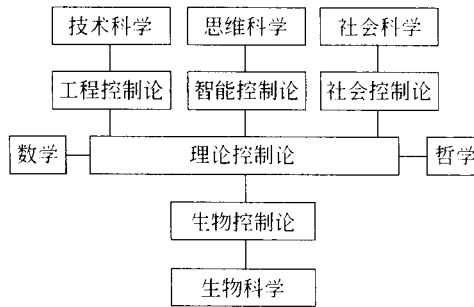 技术科学 思维科学 社会科学
工程控制论 智能控制论 社会控制论
数学 理论控制论 哲学
生物控制论
生物科学